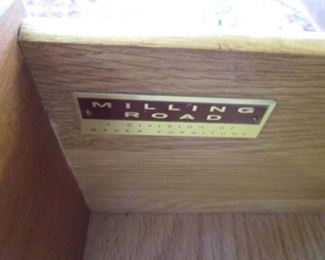 MILLING
ROAD
A DIVISION OF
BAKER FURNITURE